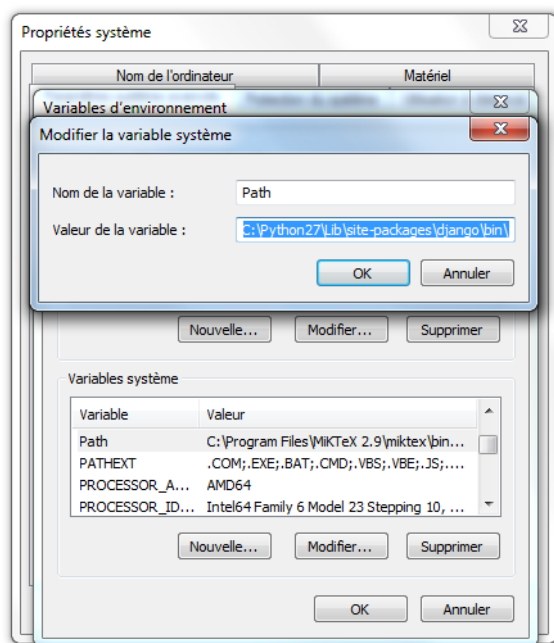 Propriétés système
Nom de l'ordinateur Matériel
Variables d'environnement
Modifier la variable système
Nom de la variable : Path
Valeur de la variable : C:\Python27\Lib\site-packages\django\bin\
OK Annuler
Nouvelle... Modifier... Supprimer
Variables système
Variable Valeur
Path C:\Program Files\MiKTeX 2.9\miktex\bin...
PATHEXT .COM;.EXE;.BAT;.CMD;.VBS;.VBE;.JS;....
PROCESSOR_A... AMD64
PROCESSOR_ID... Intel64 Family 6 Model 23 Stepping 10, ...
Nouvelle... Modifier... Supprimer
OK Annuler